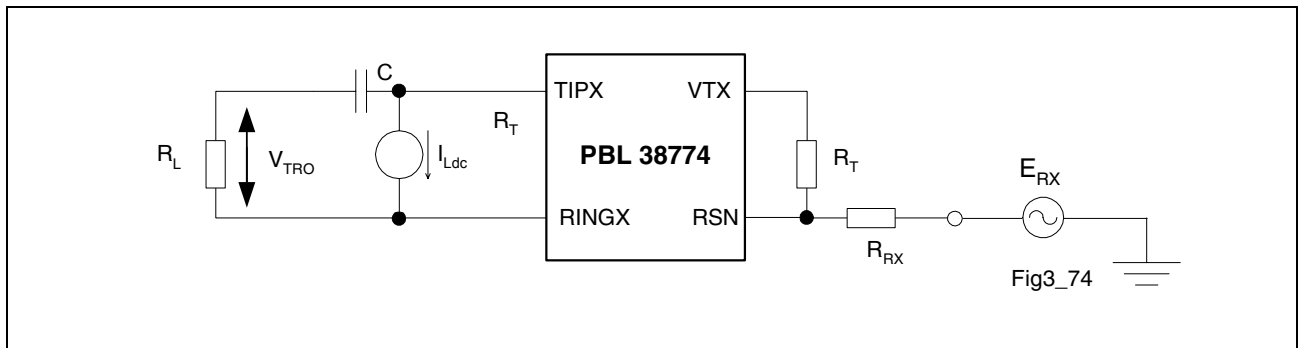 C
TIPX
VTX
R_T
R_L
V_TRO
I_Ldc
PBL 38774
R_T
E_RX
RINGX
RSN
R_RX
Fig3_74